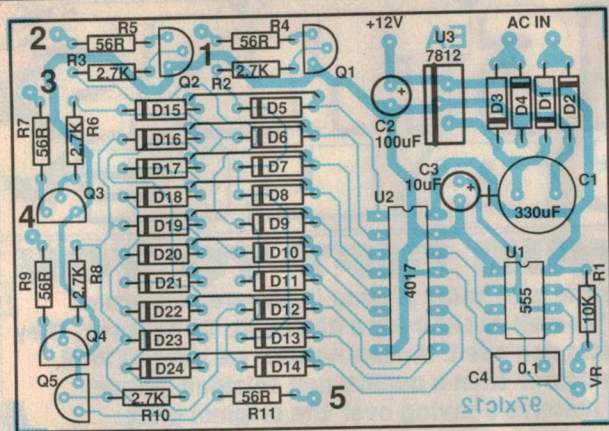 2
R5
56R
R3
2.7K
Q2
1
R4
56R
2.7K
R2
Q1
+12V
AC IN
U3
7812
C2
100uF
D3
D4
D1
D2
3
R7
56R
R6
2.7K
Q3
D15
D5
D16
D6
D17
D7
D18
D8
D19
D9
D20
D10
D21
D11
D22
D12
D23
D13
D24
D14
C3
10uF
C1
330uF
U2
4017
U1
555
R1
10K
VR
C4
0.1
4
R9
56R
R8
2.7K
Q4
Q5
2.7K
R10
56R
R11
5
97xic12